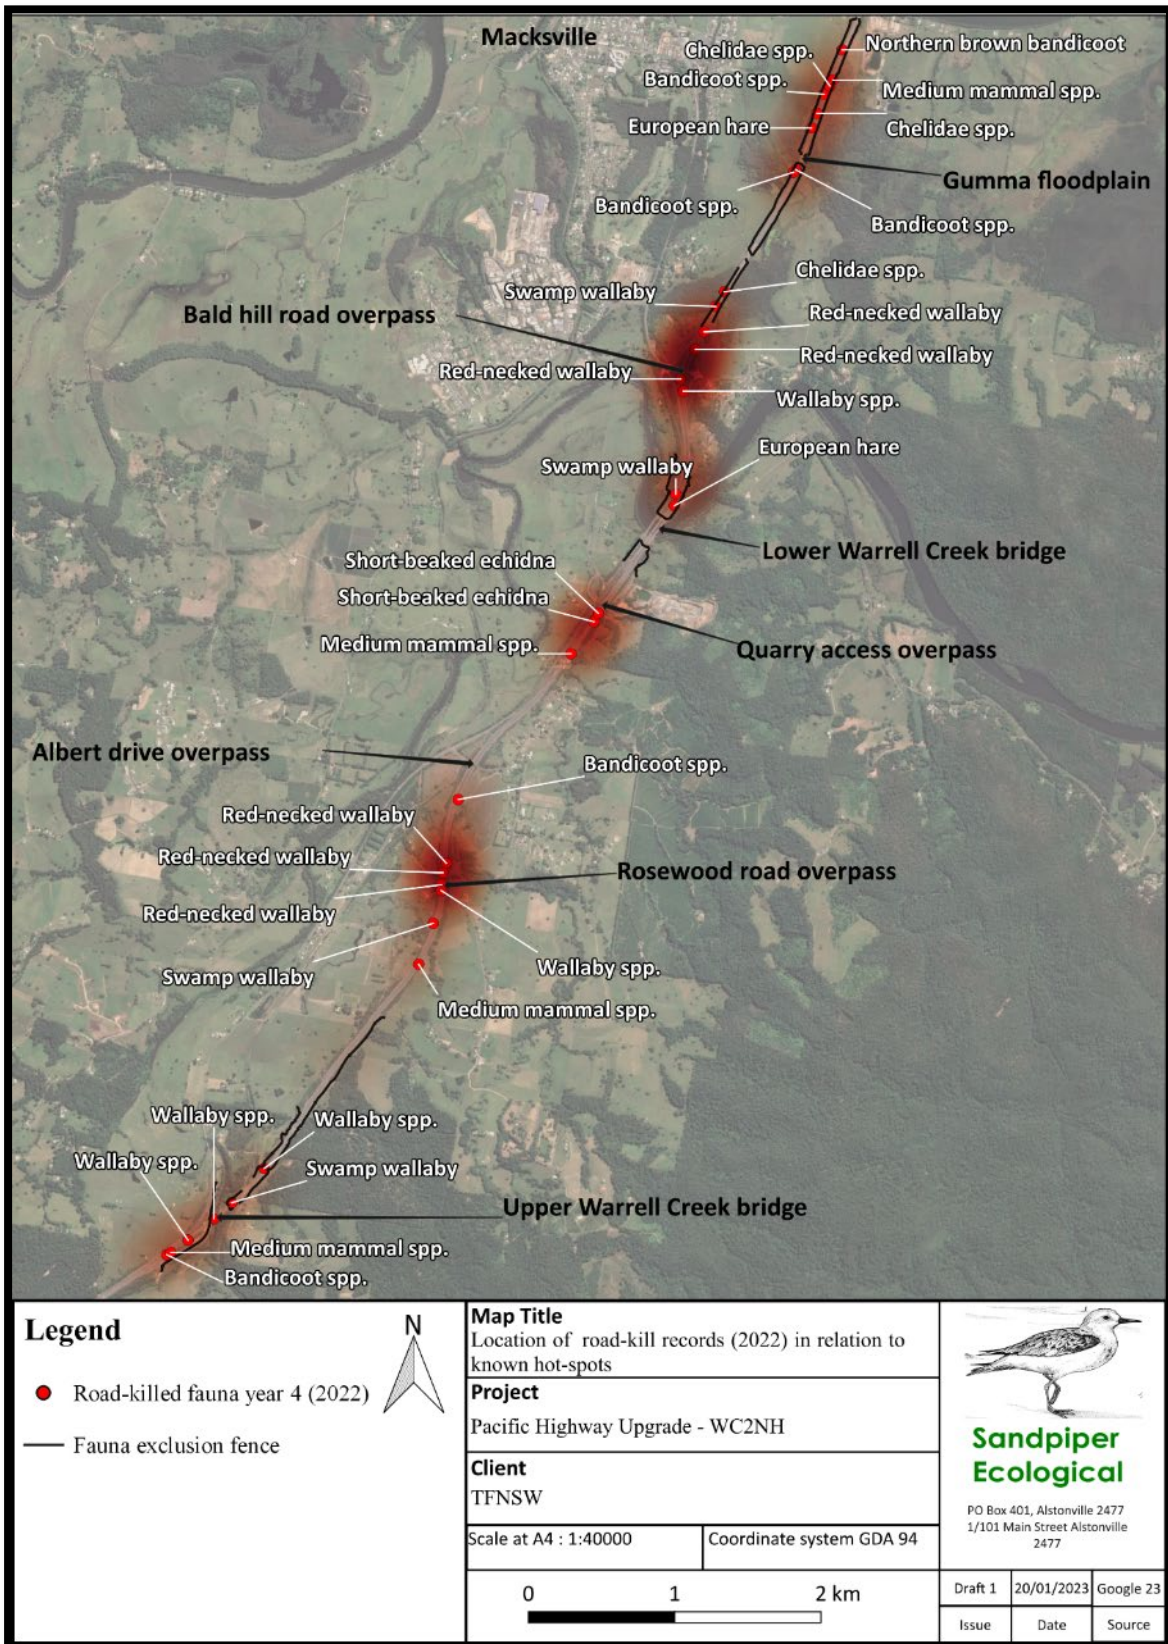 Macksville
Northern brown bandicoot
Chelidae spp.
Bandicoot spp.
Medium mammal spp.
European hare
Chelidae spp.
Gumma floodplain
Bandicoot spp.
Bandicoot spp.
Chelidae spp.
Swamp wallaby
Bald hill road overpass
Red-necked wallaby
Red-necked wallaby
Red-necked wallaby
Wallaby spp.
European hare
Swamp wallaby
Lower Warrell Creek bridge
Short-beaked echidna
Short-beaked echidna
Medium mammal spp.
Quarry access overpass
Albert drive overpass
Bandicoot spp.
Red-necked wallaby
Red-necked wallaby
Rosewood road overpass
Red-necked wallaby
Swamp wallaby
Wallaby spp.
Medium mammal spp.
Wallaby spp.
Wallaby spp.
Wallaby spp.
Swamp wallaby
Upper Warrell Creek bridge
Medium mammal spp.
Bandicoot spp.
Legend
N
Road-killed fauna year 4 (2022)
Fauna exclusion fence
Map Title
Location of road-kill records (2022) in relation to
known hot-spots
Project
Pacific Highway Upgrade - WC2NH
Client
TFNSW
Scale at A4 : 1:40000
Coordinate system GDA 94
0 1 2 km
Sandpiper
Ecological
PO Box 401, Alstonville 2477
1/101 Main Street Alstonville
2477
Draft 1 20/01/2023 Google 23
Issue Date Source